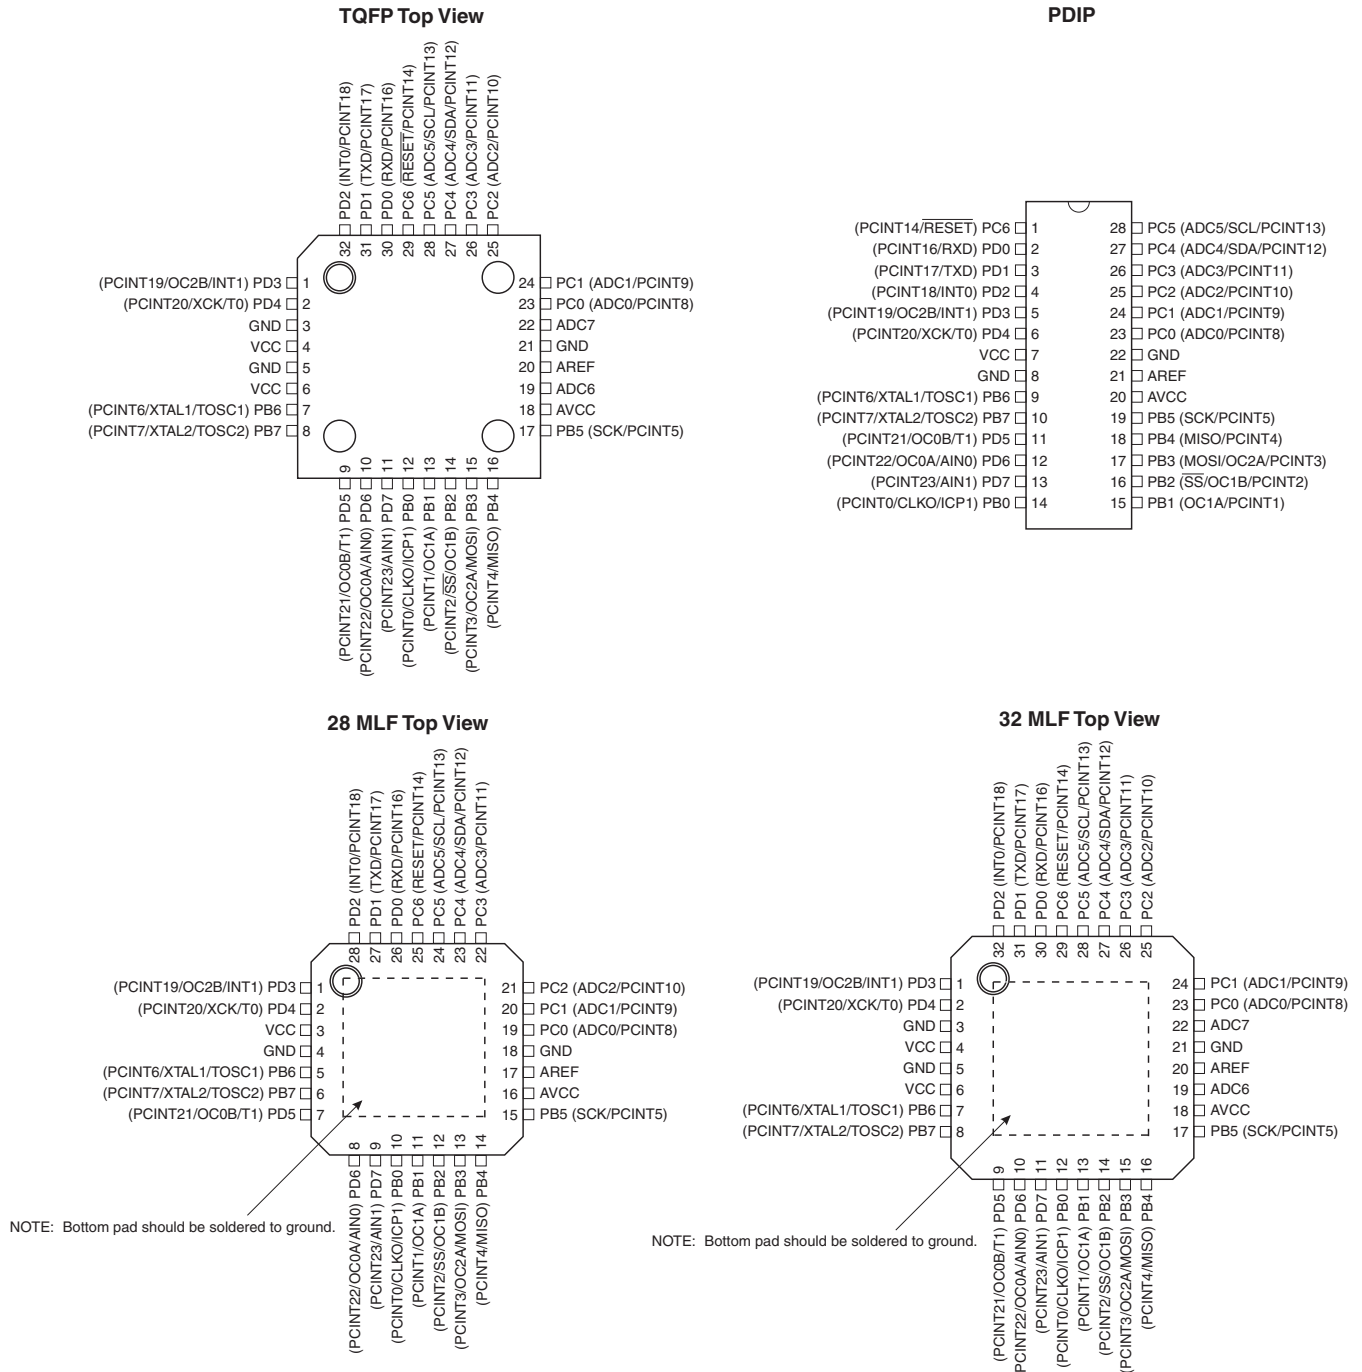 TQFP Top View
32 PD2 (INT0/PCINT18)
31 PD1 (TXD/PCINT17)
30 PD0 (RXD/PCINT16)
29 PC6 (RESET/PCINT14)
28 PC5 (ADC5/SCL/PCINT13)
27 PC4 (ADC4/SDA/PCINT12)
26 PC3 (ADC3/PCINT11)
25 PC2 (ADC2/PCINT10)
(PCINT19/OC2B/INT1) PD3 1
(PCINT20/XCK/T0) PD4 2
GND 3
VCC 4
GND 5
VCC 6
(PCINT6/XTAL1/TOSC1) PB6 7
(PCINT7/XTAL2/TOSC2) PB7 8
24 PC1 (ADC1/PCINT9)
23 PC0 (ADC0/PCINT8)
22 ADC7
21 GND
20 AREF
19 ADC6
18 AVCC
17 PB5 (SCK/PCINT5)
(PCINT21/OC0B/T1) PD5 9
(PCINT22/OC0A/AIN0) PD6 10
(PCINT23/AIN1) PD7 11
(PCINT0/CLKO/ICP1) PB0 12
(PCINT1/OC1A) PB1 13
(PCINT2/SS/OC1B) PB2 14
(PCINT3/OC2A/MOSI) PB3 15
(PCINT4/MISO) PB4 16
PDIP
(PCINT14/RESET) PC6 1
(PCINT16/RXD) PD0 2
(PCINT17/TXD) PD1 3
(PCINT18/INT0) PD2 4
(PCINT19/OC2B/INT1) PD3 5
(PCINT20/XCK/T0) PD4 6
VCC 7
GND 8
(PCINT6/XTAL1/TOSC1) PB6 9
(PCINT7/XTAL2/TOSC2) PB7 10
(PCINT21/OC0B/T1) PD5 11
(PCINT22/OC0A/AIN0) PD6 12
(PCINT23/AIN1) PD7 13
(PCINT0/CLKO/ICP1) PB0 14
28 PC5 (ADC5/SCL/PCINT13)
27 PC4 (ADC4/SDA/PCINT12)
26 PC3 (ADC3/PCINT11)
25 PC2 (ADC2/PCINT10)
24 PC1 (ADC1/PCINT9)
23 PC0 (ADC0/PCINT8)
22 GND
21 AREF
20 AVCC
19 PB5 (SCK/PCINT5)
18 PB4 (MISO/PCINT4)
17 PB3 (MOSI/OC2A/PCINT3)
16 PB2 (SS/OC1B/PCINT2)
15 PB1 (OC1A/PCINT1)
28 MLF Top View
28 PD2 (INT0/PCINT18)
27 PD1 (TXD/PCINT17)
26 PD0 (RXD/PCINT16)
25 PC6 (RESET/PCINT14)
24 PC5 (ADC5/SCL/PCINT13)
23 PC4 (ADC4/SDA/PCINT12)
22 PC3 (ADC3/PCINT11)
(PCINT19/OC2B/INT1) PD3 1
(PCINT20/XCK/T0) PD4 2
VCC 3
GND 4
(PCINT6/XTAL1/TOSC1) PB6 5
(PCINT7/XTAL2/TOSC2) PB7 6
(PCINT21/OC0B/T1) PD5 7
21 PC2 (ADC2/PCINT10)
20 PC1 (ADC1/PCINT9)
19 PC0 (ADC0/PCINT8)
18 GND
17 AREF
16 AVCC
15 PB5 (SCK/PCINT5)
(PCINT22/OC0A/AIN0) PD6 8
(PCINT23/AIN1) PD7 9
(PCINT0/CLKO/ICP1) PB0 10
(PCINT1/OC1A) PB1 11
(PCINT2/SS/OC1B) PB2 12
(PCINT3/OC2A/MOSI) PB3 13
(PCINT4/MISO) PB4 14
NOTE: Bottom pad should be soldered to ground.
32 MLF Top View
32 PD2 (INT0/PCINT18)
31 PD1 (TXD/PCINT17)
30 PD0 (RXD/PCINT16)
29 PC6 (RESET/PCINT14)
28 PC5 (ADC5/SCL/PCINT13)
27 PC4 (ADC4/SDA/PCINT12)
26 PC3 (ADC3/PCINT11)
25 PC2 (ADC2/PCINT10)
(PCINT19/OC2B/INT1) PD3 1
(PCINT20/XCK/T0) PD4 2
GND 3
VCC 4
GND 5
VCC 6
(PCINT6/XTAL1/TOSC1) PB6 7
(PCINT7/XTAL2/TOSC2) PB7 8
24 PC1 (ADC1/PCINT9)
23 PC0 (ADC0/PCINT8)
22 ADC7
21 GND
20 AREF
19 ADC6
18 AVCC
17 PB5 (SCK/PCINT5)
(PCINT21/OC0B/T1) PD5 9
(PCINT22/OC0A/AIN0) PD6 10
(PCINT23/AIN1) PD7 11
(PCINT0/CLKO/ICP1) PB0 12
(PCINT1/OC1A) PB1 13
(PCINT2/SS/OC1B) PB2 14
(PCINT3/OC2A/MOSI) PB3 15
(PCINT4/MISO) PB4 16
NOTE: Bottom pad should be soldered to ground.